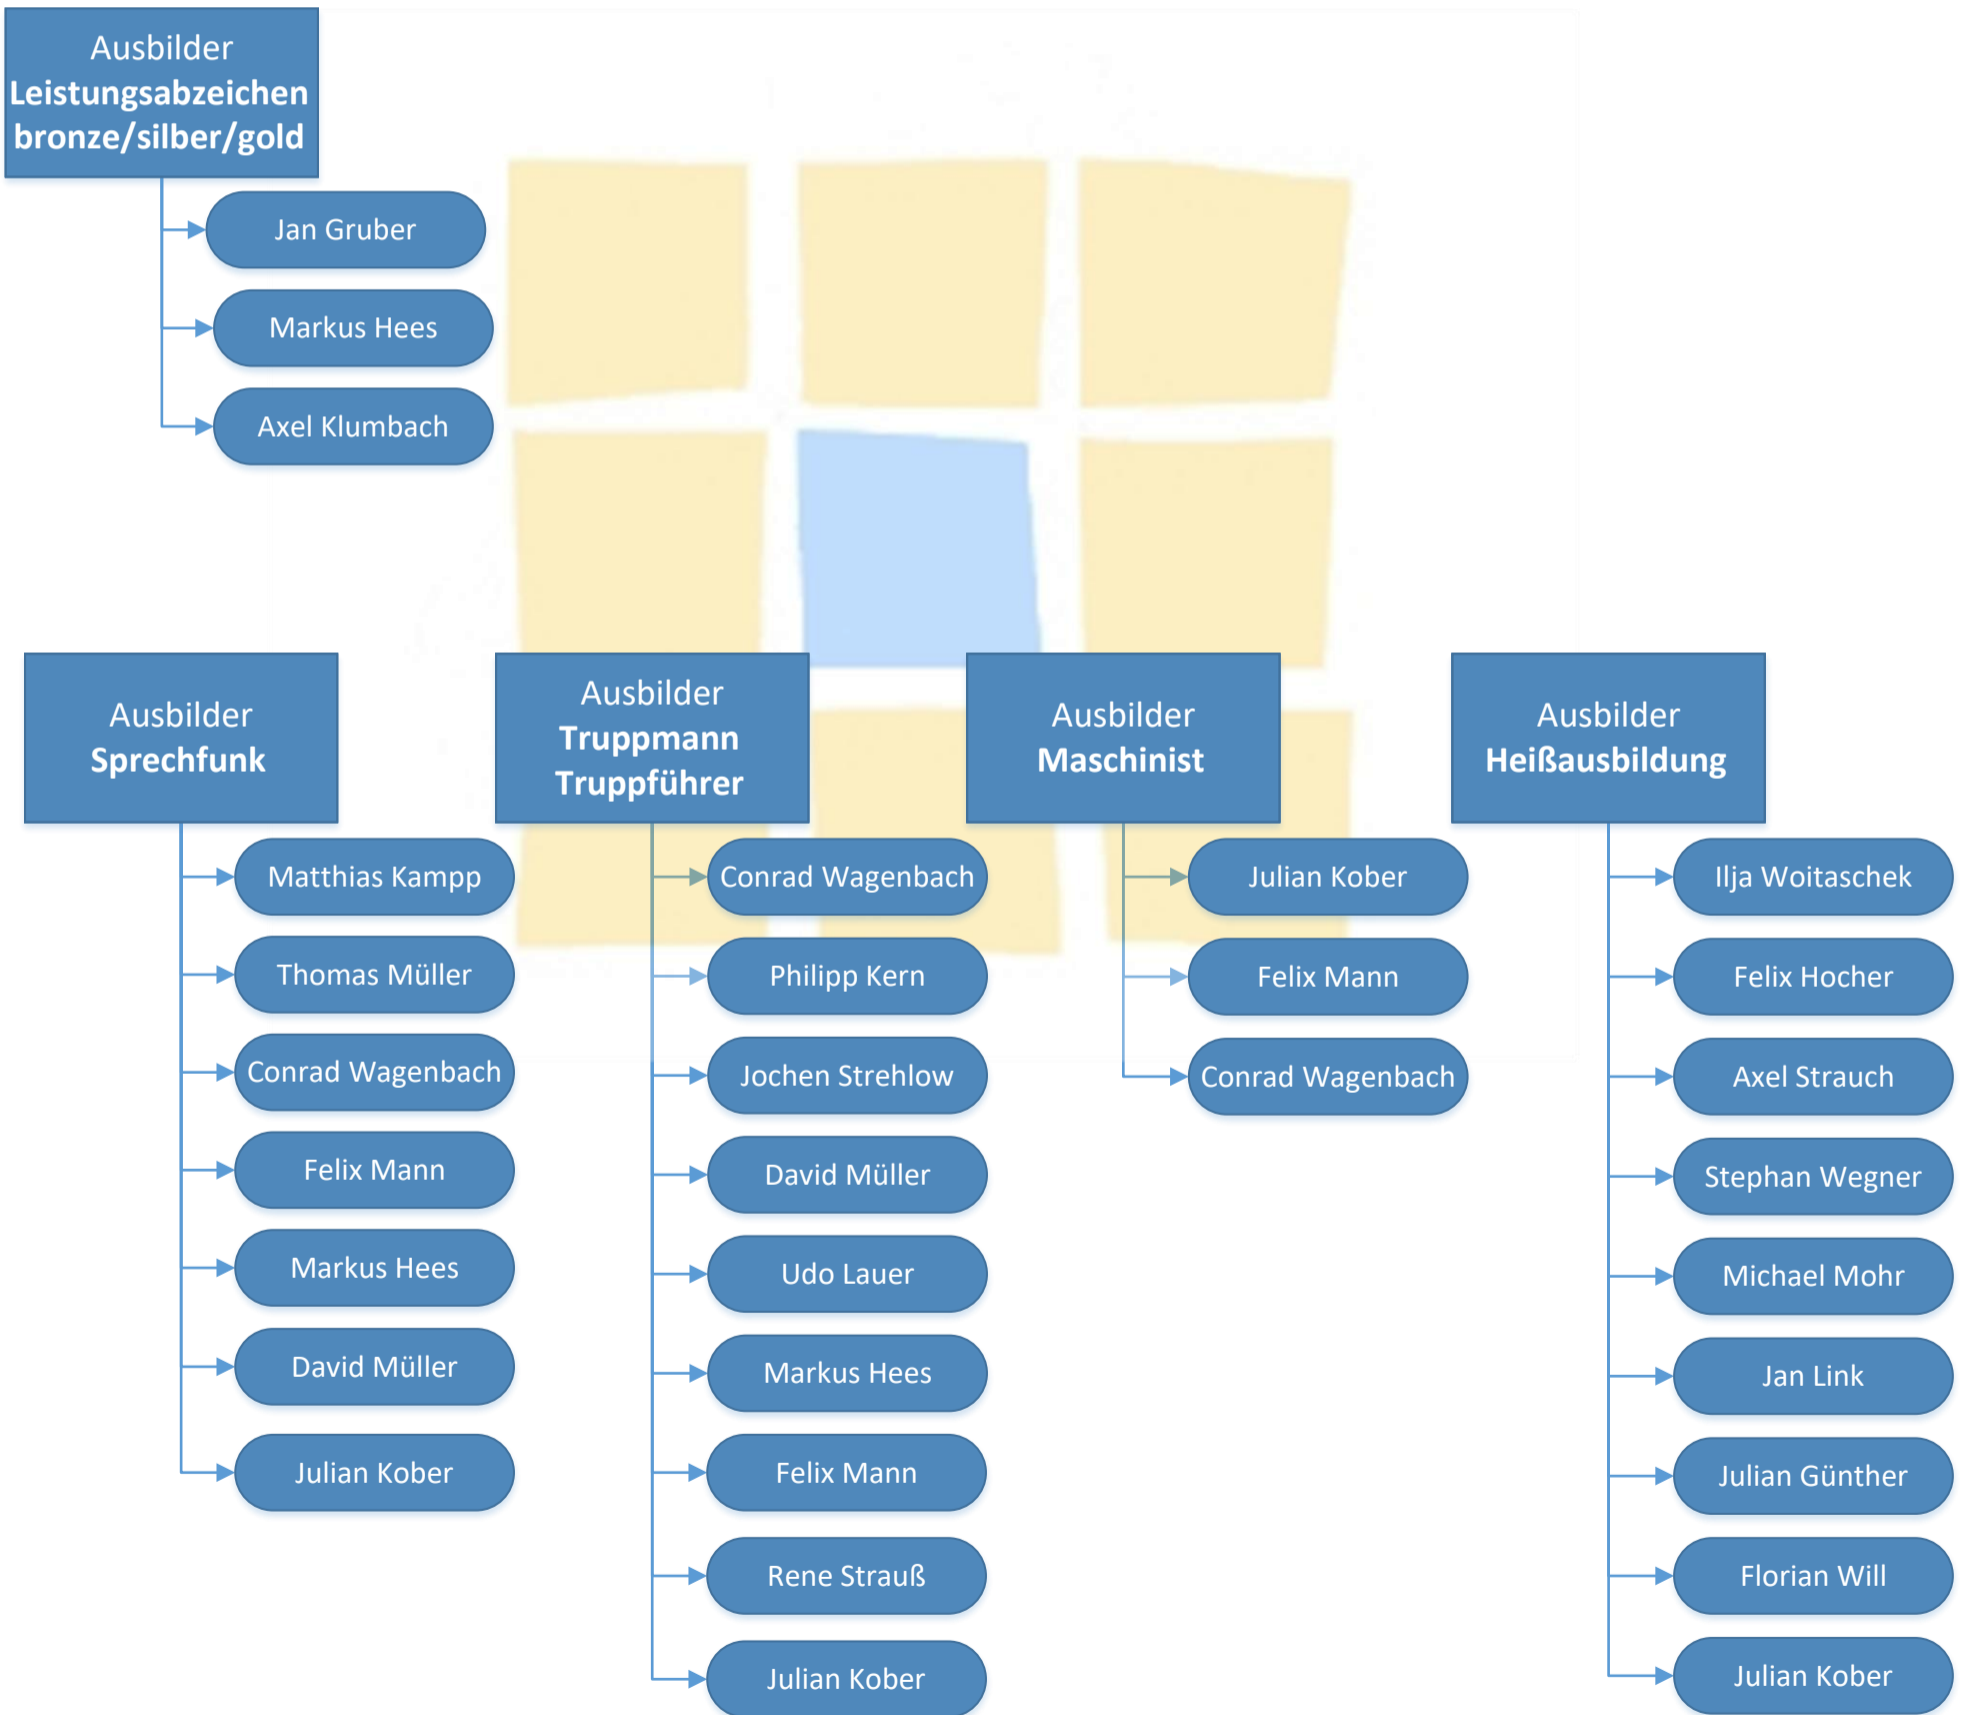 Ausbilder
Leistungsabzeichen
bronze/silber/gold
Jan Gruber
Markus Hees
Axel Klumbach
Ausbilder
Sprechfunk
Matthias Kampp
Thomas Müller
Conrad Wagenbach
Felix Mann
Markus Hees
David Müller
Julian Kober
Ausbilder
Truppmann
Truppführer
Conrad Wagenbach
Philipp Kern
Jochen Strehlow
David Müller
Udo Lauer
Markus Hees
Felix Mann
Rene Strauß
Julian Kober
Ausbilder
Maschinist
Julian Kober
Felix Mann
Conrad Wagenbach
Ausbilder
Heißausbildung
Ilja Woitaschek
Felix Hocher
Axel Strauch
Stephan Wegner
Michael Mohr
Jan Link
Julian Günther
Florian Will
Julian Kober